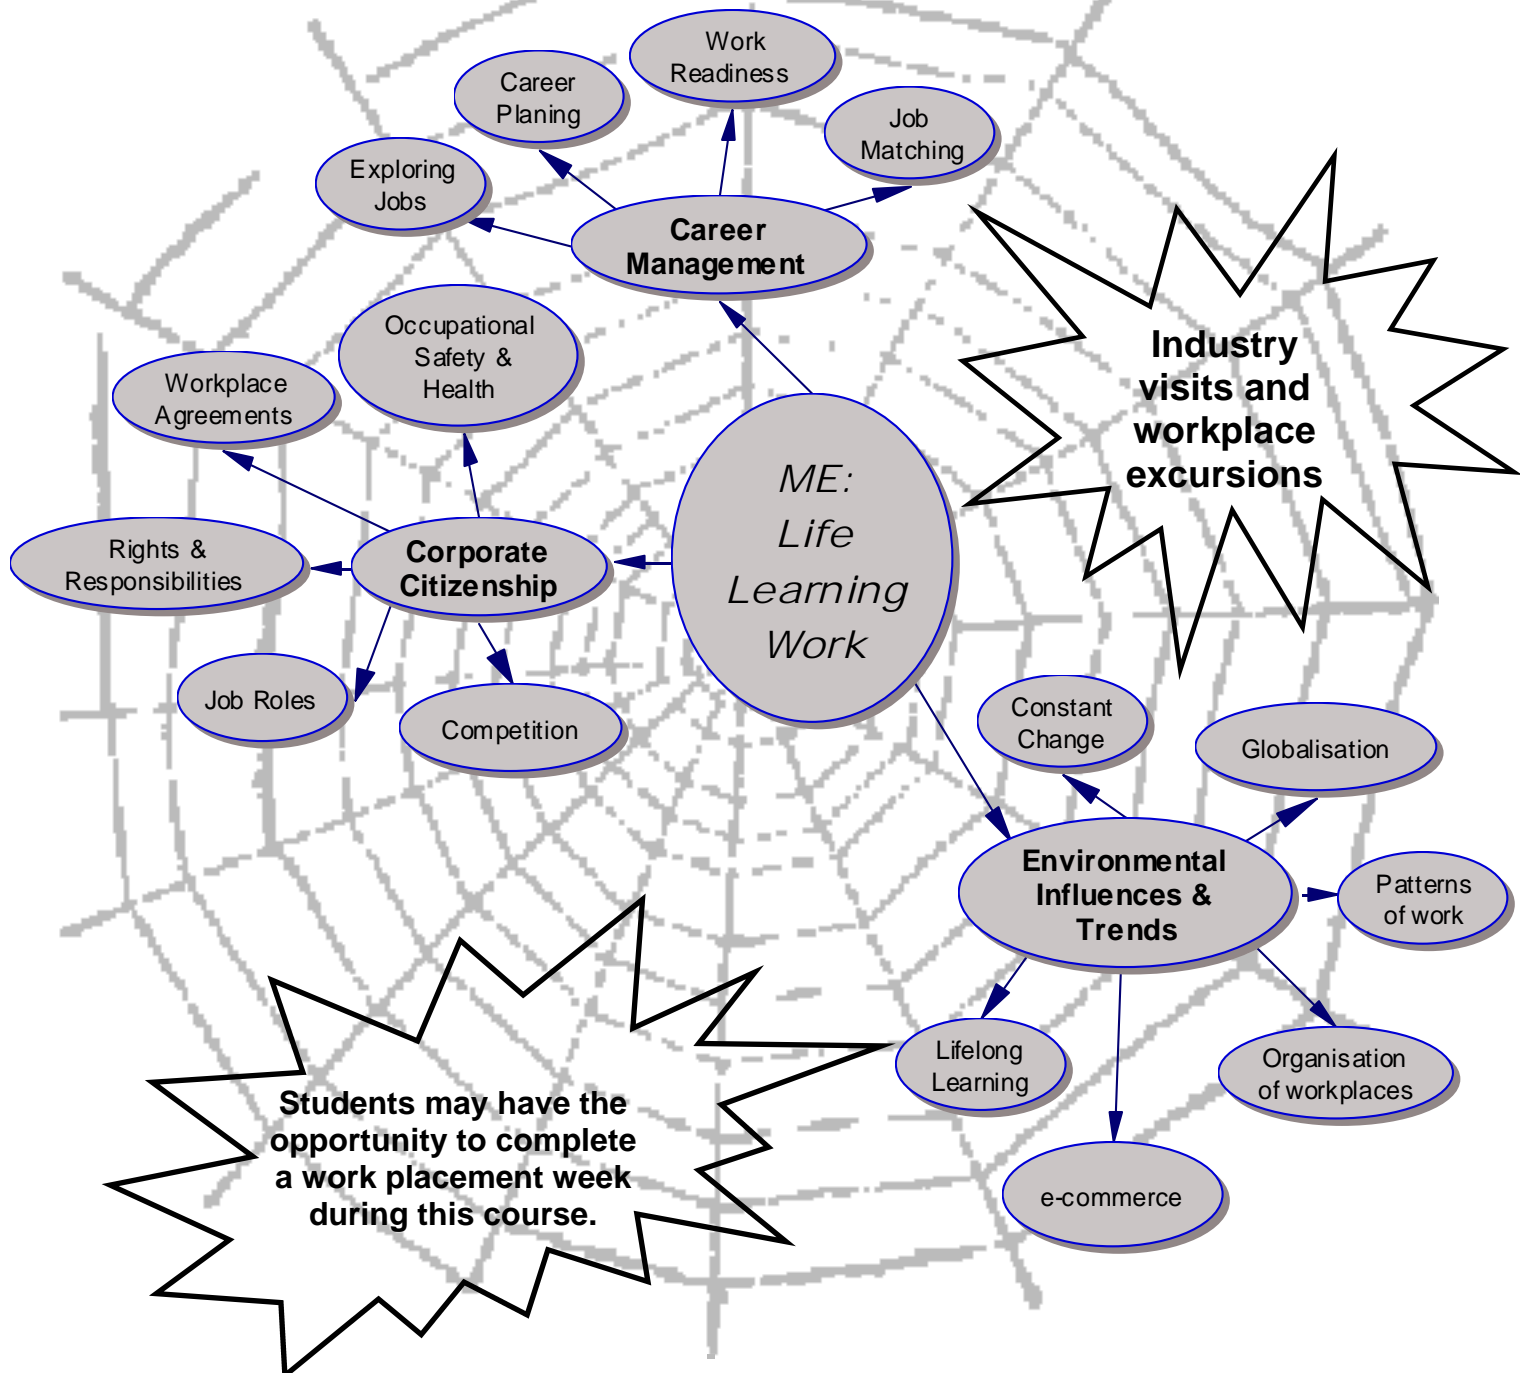 Work
Readiness
Career
Planing
Job
Matching
Exploring
Jobs
Career
Management
Occupational
Safety &
Health
Workplace
Agreements
Industry
visits and
workplace
excursions
ME:
Life
Learning
Work
Rights &
Responsibilities
Corporate
Citizenship
Job Roles
Competition
Constant
Change
Globalisation
Environmental
Influences &
Trends
Patterns
of work
Lifelong
Learning
Organisation
of workplaces
e-commerce
Students may have the
opportunity to complete
a work placement week
during this course.